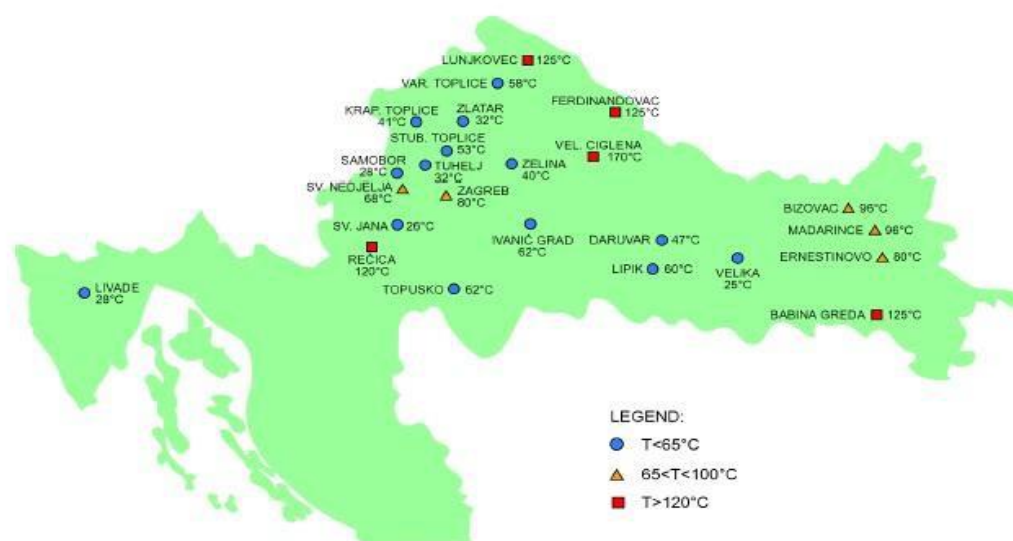 LUNJKOVEC 125°C
VAR. TOPLICE 58°C
KRAP. TOPLICE
41°C
ZLATAR
32°C
FERDINANDOVAC
125°C
STUB. TOPLICE
53°C
VEL. CIGLENA
170°C
SAMOBOR
28°C
TUHELJ
32°C
ZELINA
40°C
SV. NEDJELJA
68°C
ZAGREB
80°C
BIZOVAC 96°C
SV. JANA 26°C
IVANIĆ GRAD
62°C
MADARINCE 96°C
DARUVAR 47°C
REČICA
120°C
ERNESTINOVO 80°C
LIPIK 60°C
VELIKA
25°C
LIVADE
28°C
TOPUSKO 62°C
BABINA GREDA 125°C
LEGEND:
T<65°C
65<T<100°C
T>120°C